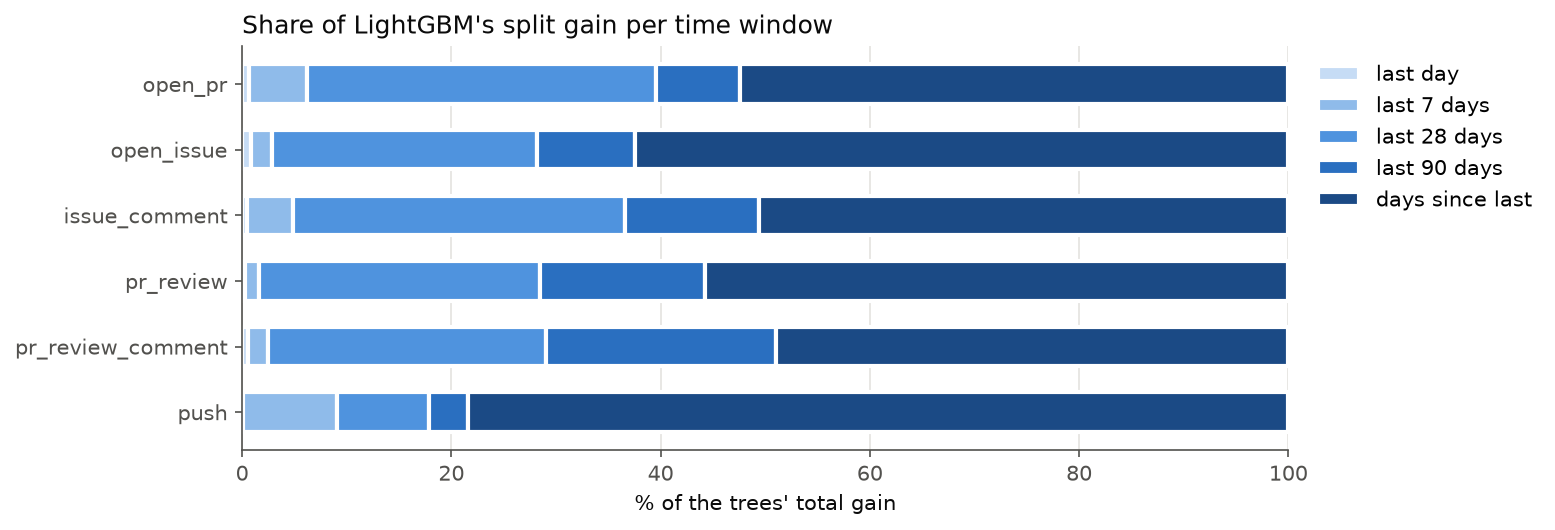 Share of LightGBM's split gain per time window
open_pr
open_issue
issue_comment
pr_review
pr_review_comment
push
0 20 40 60 80 100
% of the trees' total gain
last day
last 7 days
last 28 days
last 90 days
days since last